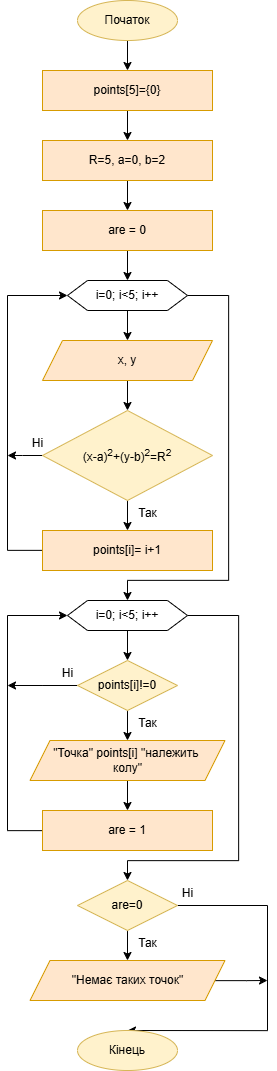 Початок
points[5]={0}
R=5, a=0, b=2
are = 0
i=0; i<5; i++
x, y
Ні
(x-a)²+(y-b)²=R²
Так
points[i]= i+1
i=0; i<5; i++
Ні
points[i]!=0
Так
"Точка" points[i] "належить
колу"
are = 1
Ні
are=0
Так
"Немає таких точок"
Кінець